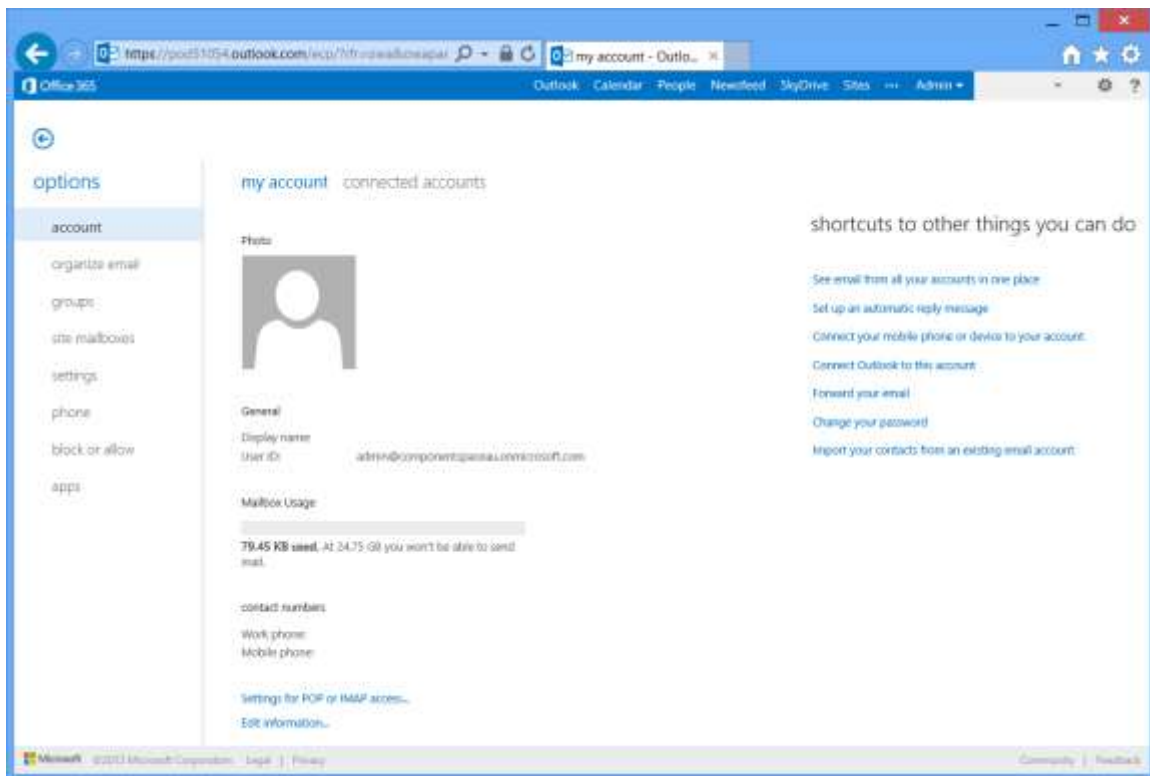 my account - Outlo...
Office 365
Outlook Calendar People Newsfeed SkyDrive Sites ··· Admin
?
options
my account connected accounts
account
organize email
groups
site mailboxes
settings
phone
block or allow
apps
Photo
General
Display name
User ID:
Mailbox Usage
79.45 KB used. At 24.75 GB you won't be able to send
mail.
contact numbers
Work phone:
Mobile phone:
Settings for POP or IMAP access...
Edit information...
shortcuts to other things you can do
See email from all your accounts in one place
Set up an automatic reply message
Connect your mobile phone or device to your account
Connect Outlook to this account
Forward your email
Change your password
Import your contacts from an existing email account
Microsoft ©2013 Microsoft Corporation Legal | Privacy
Community | Feedback